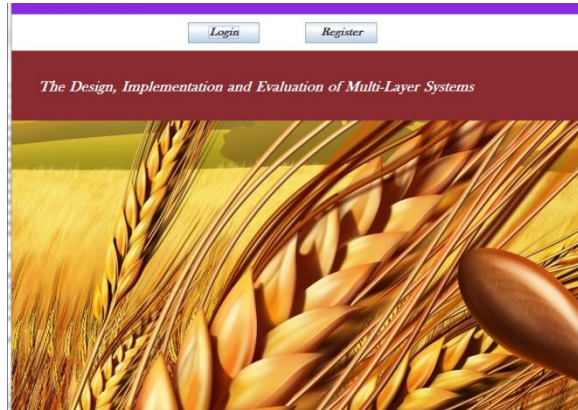 Login
Register
The Design, Implementation and Evaluation of Multi-Layer Systems